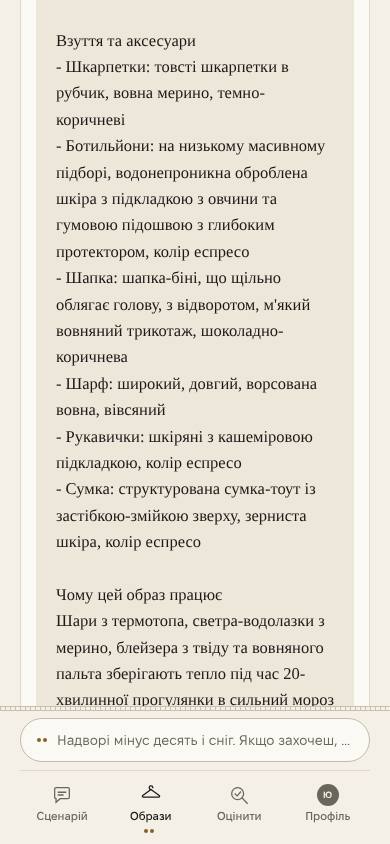 Взуття та аксесуари
- Шкарпетки: товсті шкарпетки в
рубчик, вовна мерино, темно-
коричневі
- Ботильйони: на низькому масивному
підборі, водонепроникна оброблена
шкіра з підкладкою з овчини та
гумовою підошвою з глибоким
протектором, колір еспресо
- Шапка: шапка-біні, що щільно
облягає голову, з відворотом, м'який
вовняний трикотаж, шоколадно-
коричнева
- Шарф: широкий, довгий, ворсована
вовна, вівсяний
- Рукавички: шкіряні з кашеміровою
підкладкою, колір еспресо
- Сумка: структурована сумка-тоут із
застібкою-змійкою зверху, зерниста
шкіра, колір еспресо
Чому цей образ працює
Шари з термотопа, светра-водолазки з
мерино, блейзера з твіду та вовняного
пальта зберігають тепло під час 20-
хвилинної прогулянки в сильний мороз
Надворі мінус десять і сніг. Якщо захочеш, ...
Сценарій
Образи
Оцінити
Ю
Профіль